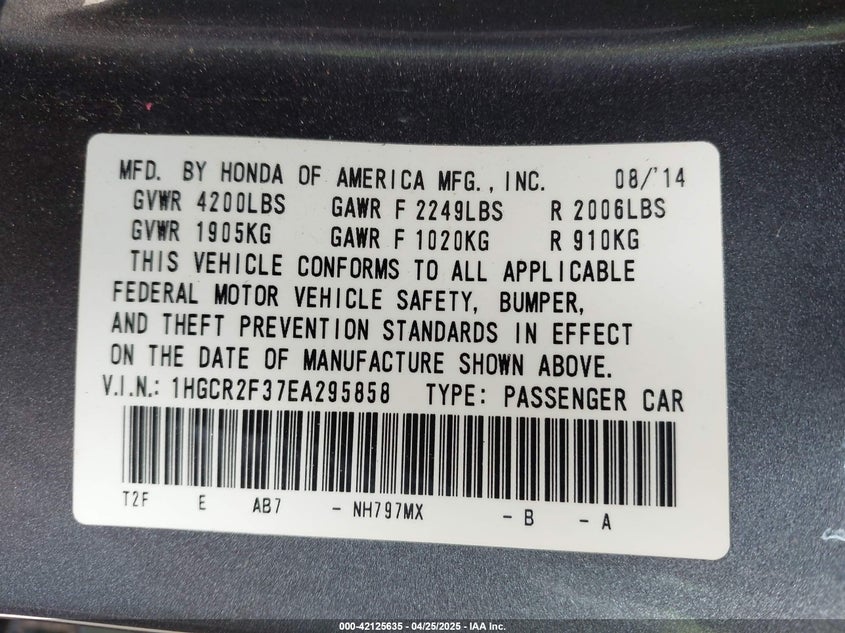 MFD. BY HONDA OF AMERICA MFG., INC. 08/'14
GVWR 4200LBS GAWR F 2249LBS R 2006LBS
GVWR 1905KG GAWR F 1020KG R 910KG
THIS VEHICLE CONFORMS TO ALL APPLICABLE
FEDERAL MOTOR VEHICLE SAFETY, BUMPER,
AND THEFT PREVENTION STANDARDS IN EFFECT
ON THE DATE OF MANUFACTURE SHOWN ABOVE.
V.I.N.: 1HGCR2F37EA295858 TYPE: PASSENGER CAR
T2F E AB7 - NH797MX - B - A
000-42125635 - 04/25/2025 - IAA Inc.